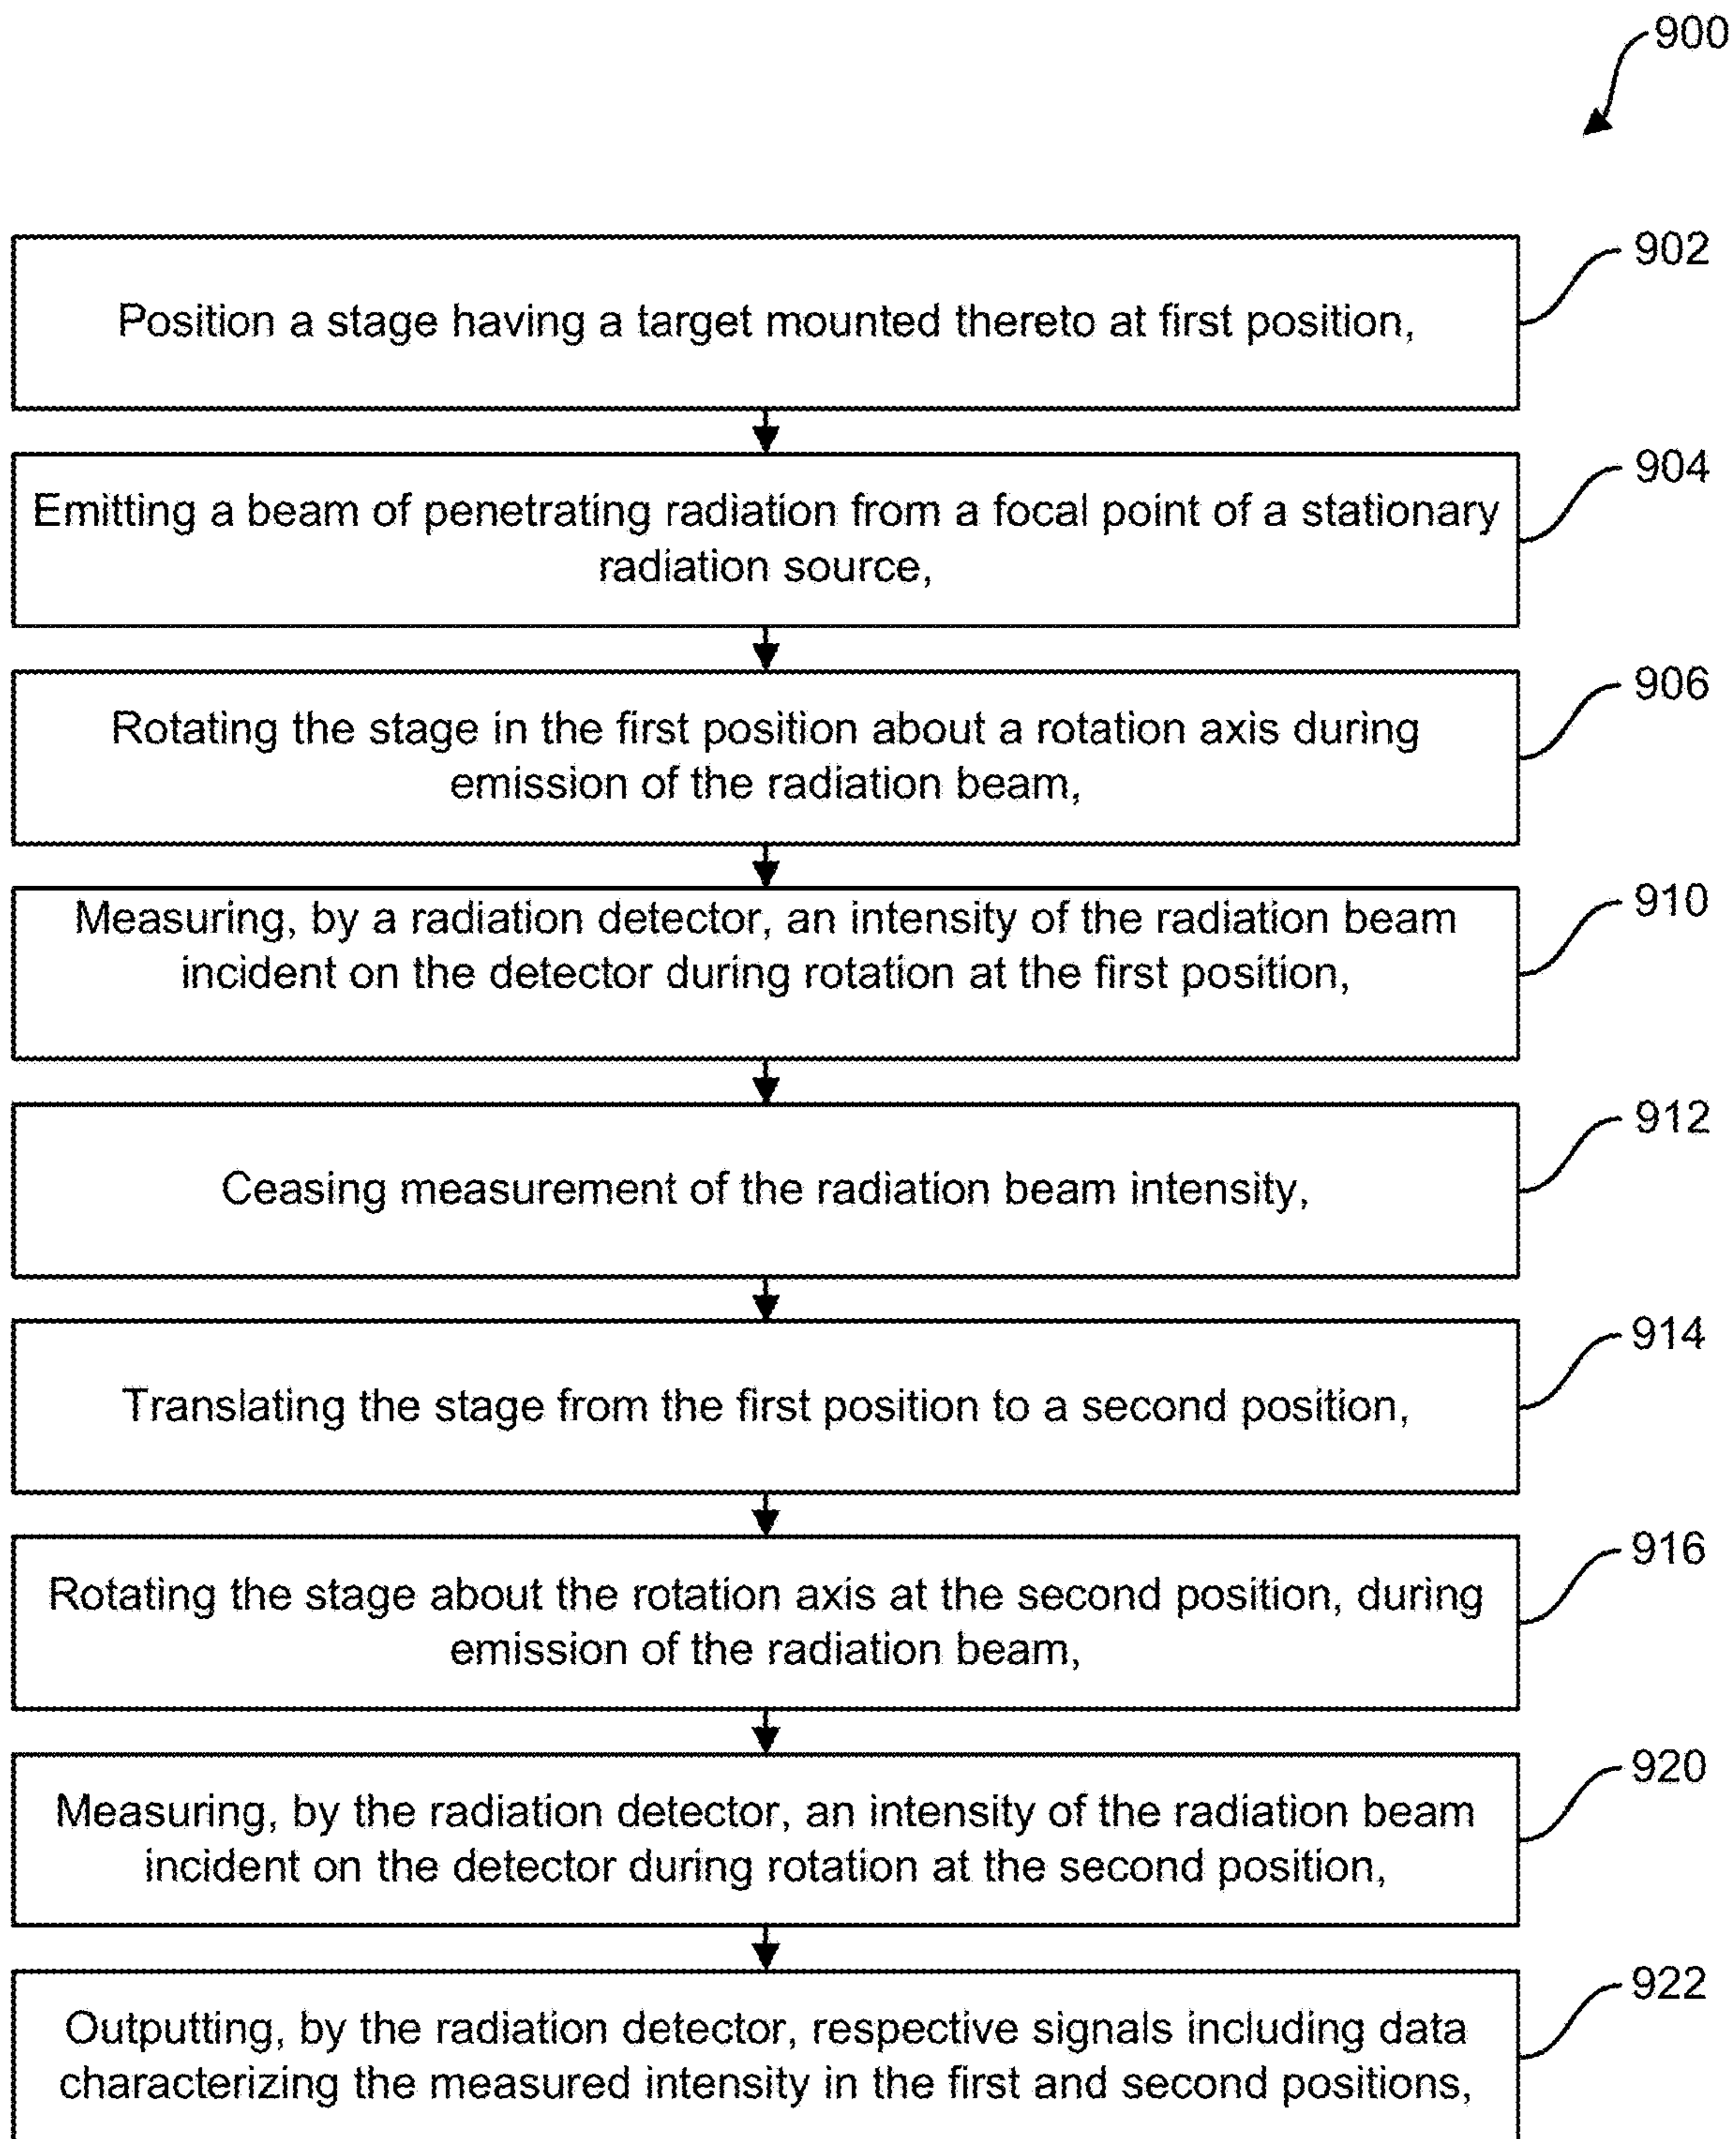 900
902
Position a stage having a target mounted thereto at first position,
904
Emitting a beam of penetrating radiation from a focal point of a stationary
radiation source,
906
Rotating the stage in the first position about a rotation axis during
emission of the radiation beam,
910
Measuring, by a radiation detector, an intensity of the radiation beam
incident on the detector during rotation at the first position,
912
Ceasing measurement of the radiation beam intensity,
914
Translating the stage from the first position to a second position,
916
Rotating the stage about the rotation axis at the second position, during
emission of the radiation beam,
920
Measuring, by the radiation detector, an intensity of the radiation beam
incident on the detector during rotation at the second position,
922
Outputting, by the radiation detector, respective signals including data
characterizing the measured intensity in the first and second positions,